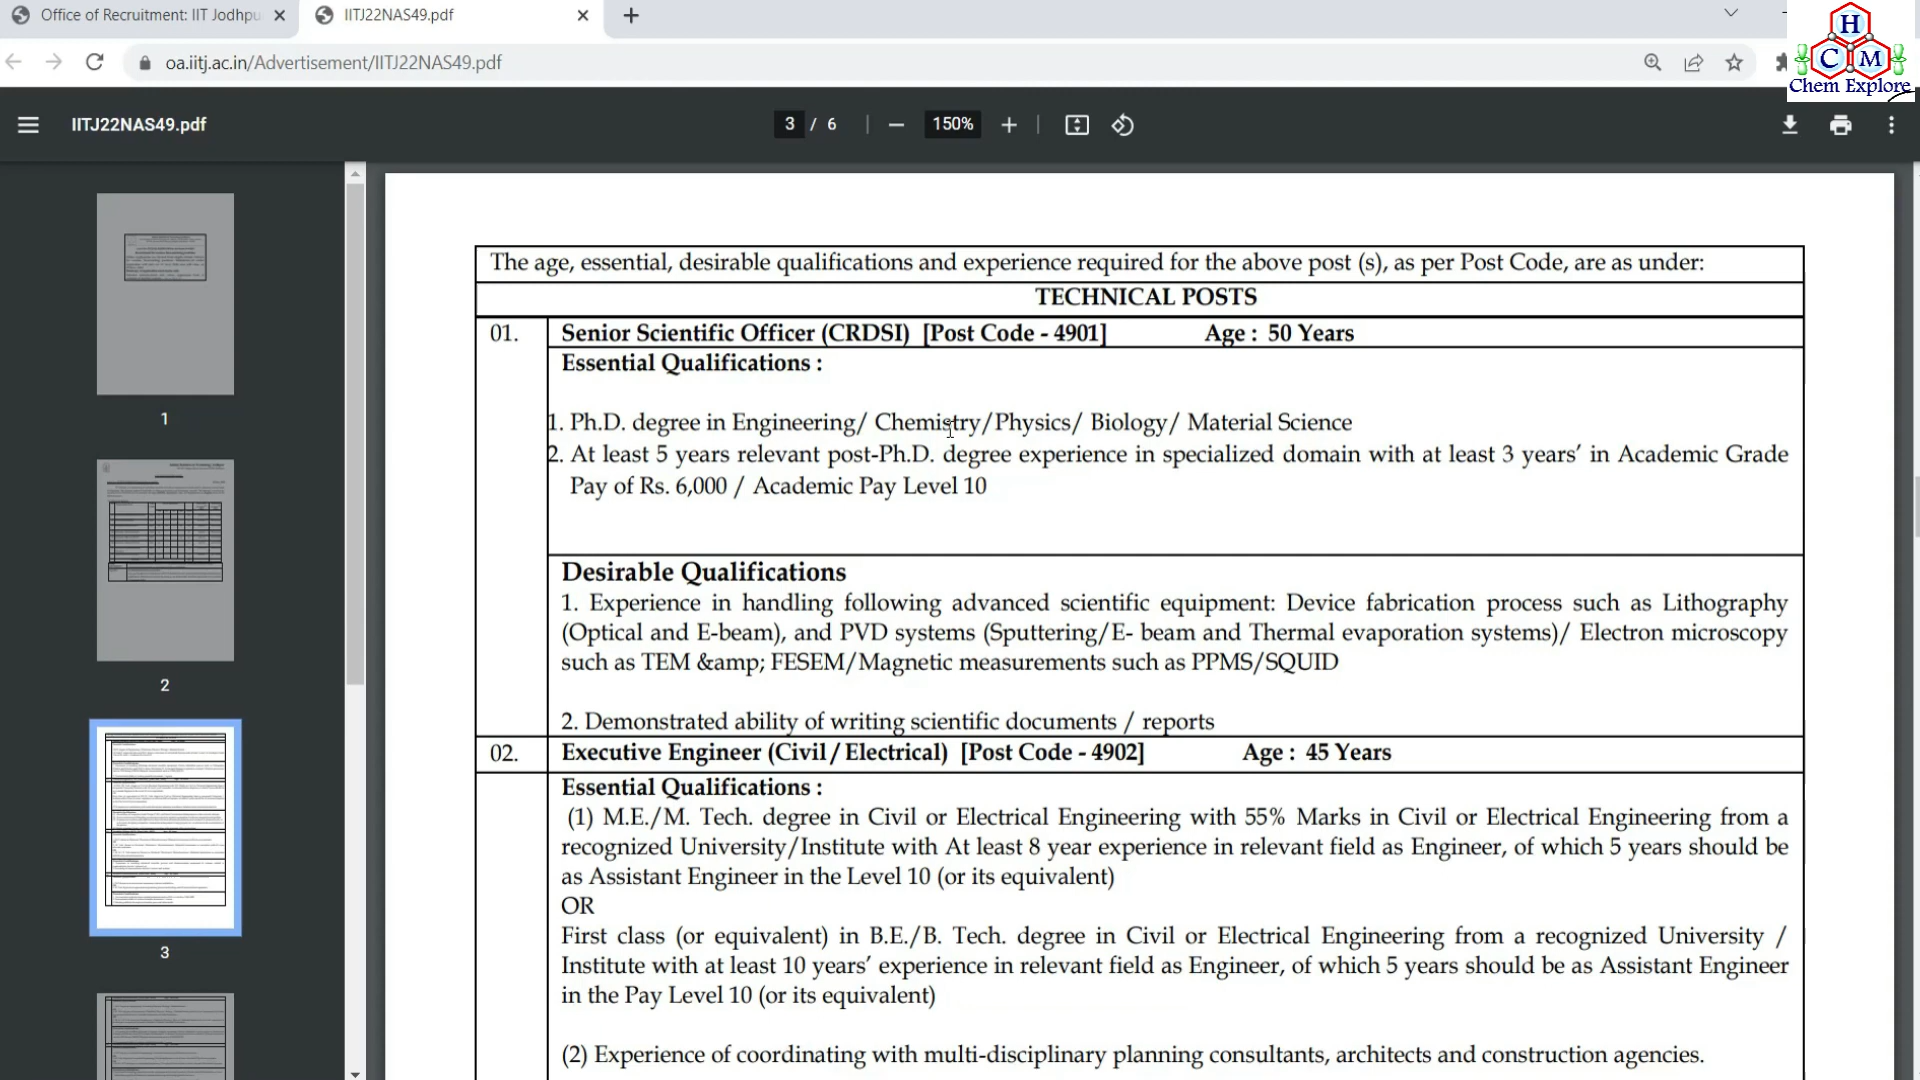 Office of Recruitment: IIT Jodhpu
IITJ22NAS49.pdf
oa.iitj.ac.in/Advertisement/IITJ22NAS49.pdf
H
C M
Chem Explore
IITJ22NAS49.pdf
3 / 6
150%
1
2
3
The age, essential, desirable qualifications and experience required for the above post (s), as per Post Code, are as under:
TECHNICAL POSTS
01. Senior Scientific Officer (CRDSI) [Post Code - 4901] Age : 50 Years
Essential Qualifications :
1. Ph.D. degree in Engineering/ Chemistry/Physics/ Biology/ Material Science
2. At least 5 years relevant post-Ph.D. degree experience in specialized domain with at least 3 years’ in Academic Grade
Pay of Rs. 6,000 / Academic Pay Level 10
Desirable Qualifications
1. Experience in handling following advanced scientific equipment: Device fabrication process such as Lithography
(Optical and E-beam), and PVD systems (Sputtering/E- beam and Thermal evaporation systems)/ Electron microscopy
such as TEM &amp; FESEM/Magnetic measurements such as PPMS/SQUID
2. Demonstrated ability of writing scientific documents / reports
02. Executive Engineer (Civil / Electrical) [Post Code - 4902] Age : 45 Years
Essential Qualifications :
(1) M.E./M. Tech. degree in Civil or Electrical Engineering with 55% Marks in Civil or Electrical Engineering from a
recognized University/Institute with At least 8 year experience in relevant field as Engineer, of which 5 years should be
as Assistant Engineer in the Level 10 (or its equivalent)
OR
First class (or equivalent) in B.E./B. Tech. degree in Civil or Electrical Engineering from a recognized University /
Institute with at least 10 years’ experience in relevant field as Engineer, of which 5 years should be as Assistant Engineer
in the Pay Level 10 (or its equivalent)
(2) Experience of coordinating with multi-disciplinary planning consultants, architects and construction agencies.